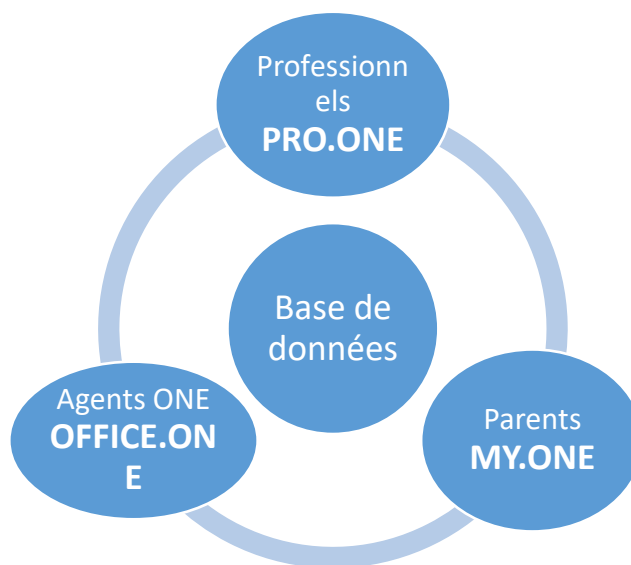 Professionn
els
PRO.ONE
Base de
données
Agents ONE
OFFICE.ON
E
Parents
MY.ONE